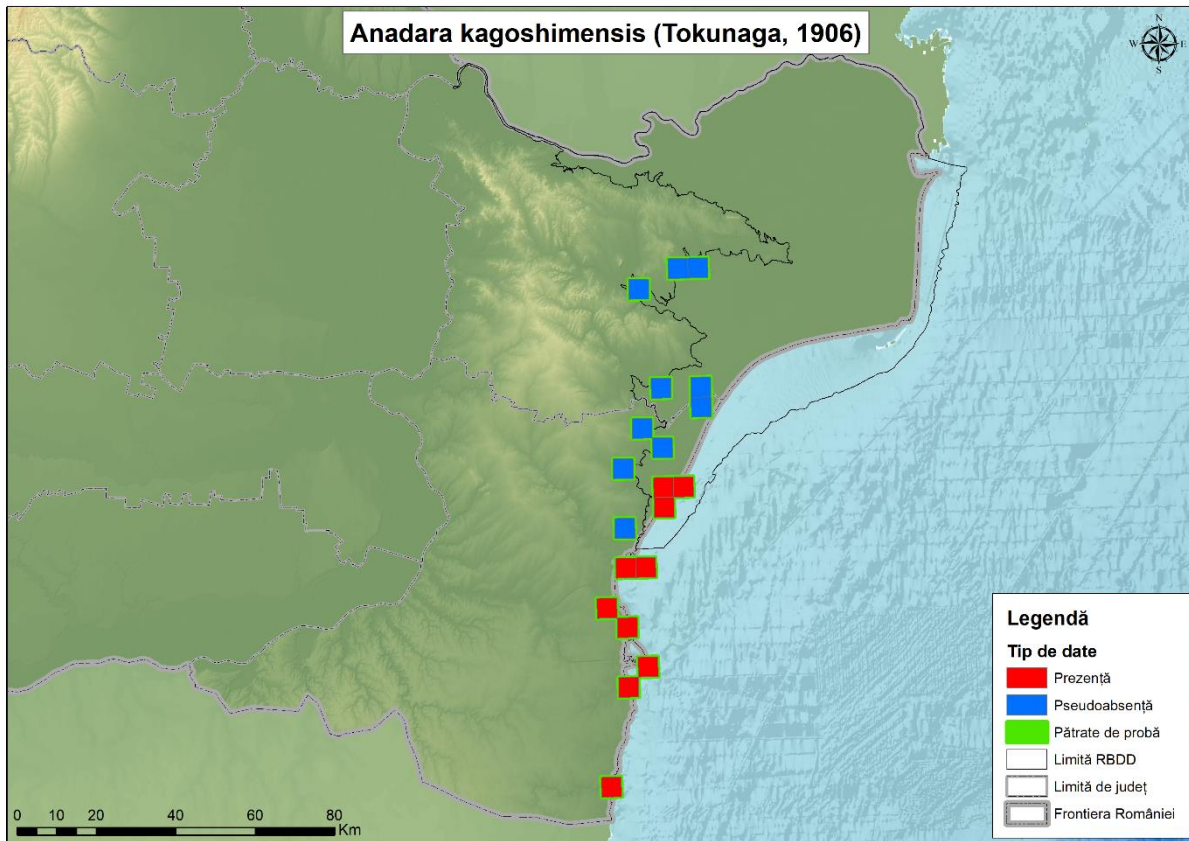 Anadara kagoshimensis (Tokunaga, 1906)
N
W E
S
Legendă
Tip de date
Prezență
Pseudoabsență
Pătrate de probă
Limită RBDD
Limită de județ
Frontiera României
0 10 20 40 60 80
Km